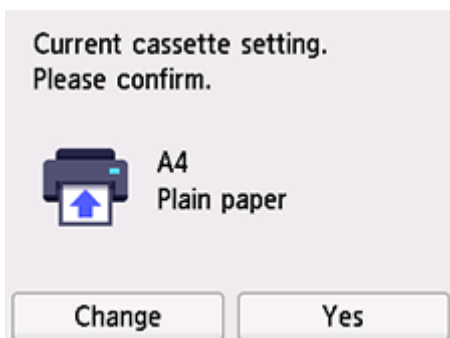 Current cassette setting.
Please confirm.
A4
Plain paper
Change
Yes